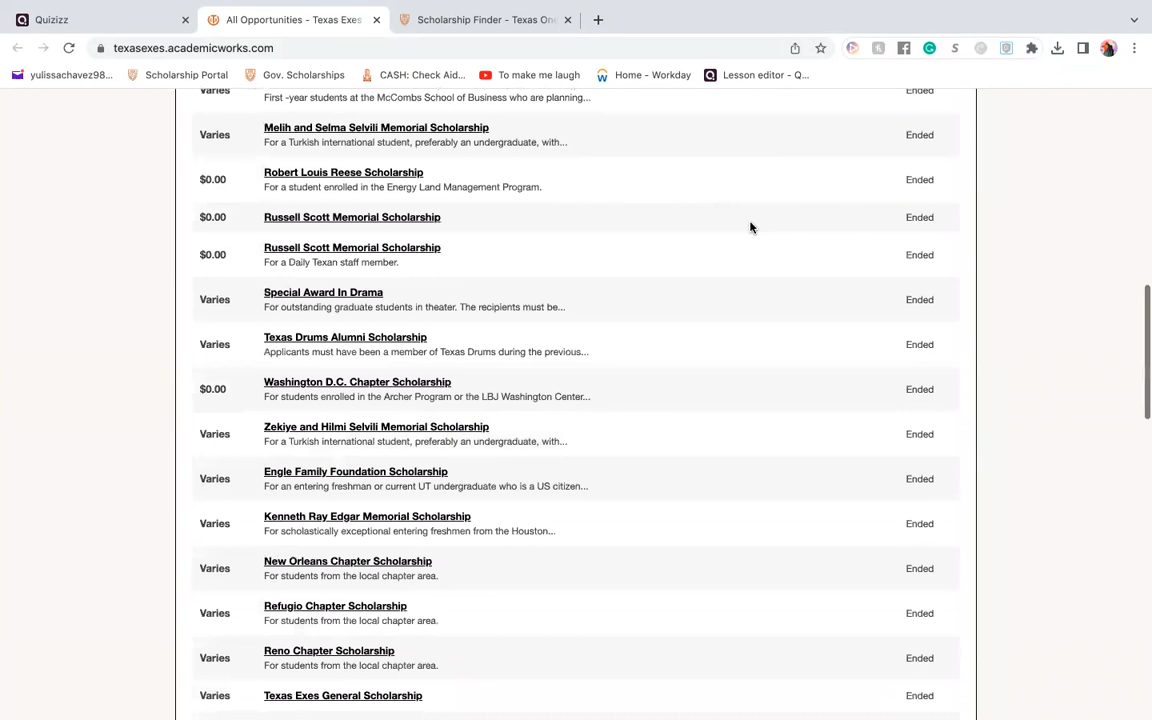 Quizizz
All Opportunities - Texas Exes
Scholarship Finder - Texas On
texasexes.academicworks.com
yulissachavez98...
Scholarship Portal
Gov. Scholarships
CASH: Check Aid...
To make me laugh
Home - Workday
Lesson editor - Q...
Varies
First -year students at the McCombs School of Business who are planning...
Ended
Varies
Melih and Selma Selvili Memorial Scholarship
For a Turkish international student, preferably an undergraduate, with...
Ended
$0.00
Robert Louis Reese Scholarship
For a student enrolled in the Energy Land Management Program.
Ended
$0.00
Russell Scott Memorial Scholarship
Ended
$0.00
Russell Scott Memorial Scholarship
For a Daily Texan staff member.
Ended
Varies
Special Award In Drama
For outstanding graduate students in theater. The recipients must be...
Ended
Varies
Texas Drums Alumni Scholarship
Applicants must have been a member of Texas Drums during the previous...
Ended
$0.00
Washington D.C. Chapter Scholarship
For students enrolled in the Archer Program or the LBJ Washington Center...
Ended
Varies
Zekiye and Hilmi Selvili Memorial Scholarship
For a Turkish international student, preferably an undergraduate, with...
Ended
Varies
Engle Family Foundation Scholarship
For an entering freshman or current UT undergraduate who is a US citizen...
Ended
Varies
Kenneth Ray Edgar Memorial Scholarship
For scholastically exceptional entering freshmen from the Houston...
Ended
Varies
New Orleans Chapter Scholarship
For students from the local chapter area.
Ended
Varies
Refugio Chapter Scholarship
For students from the local chapter area.
Ended
Varies
Reno Chapter Scholarship
For students from the local chapter area.
Ended
Varies
Texas Exes General Scholarship
Ended